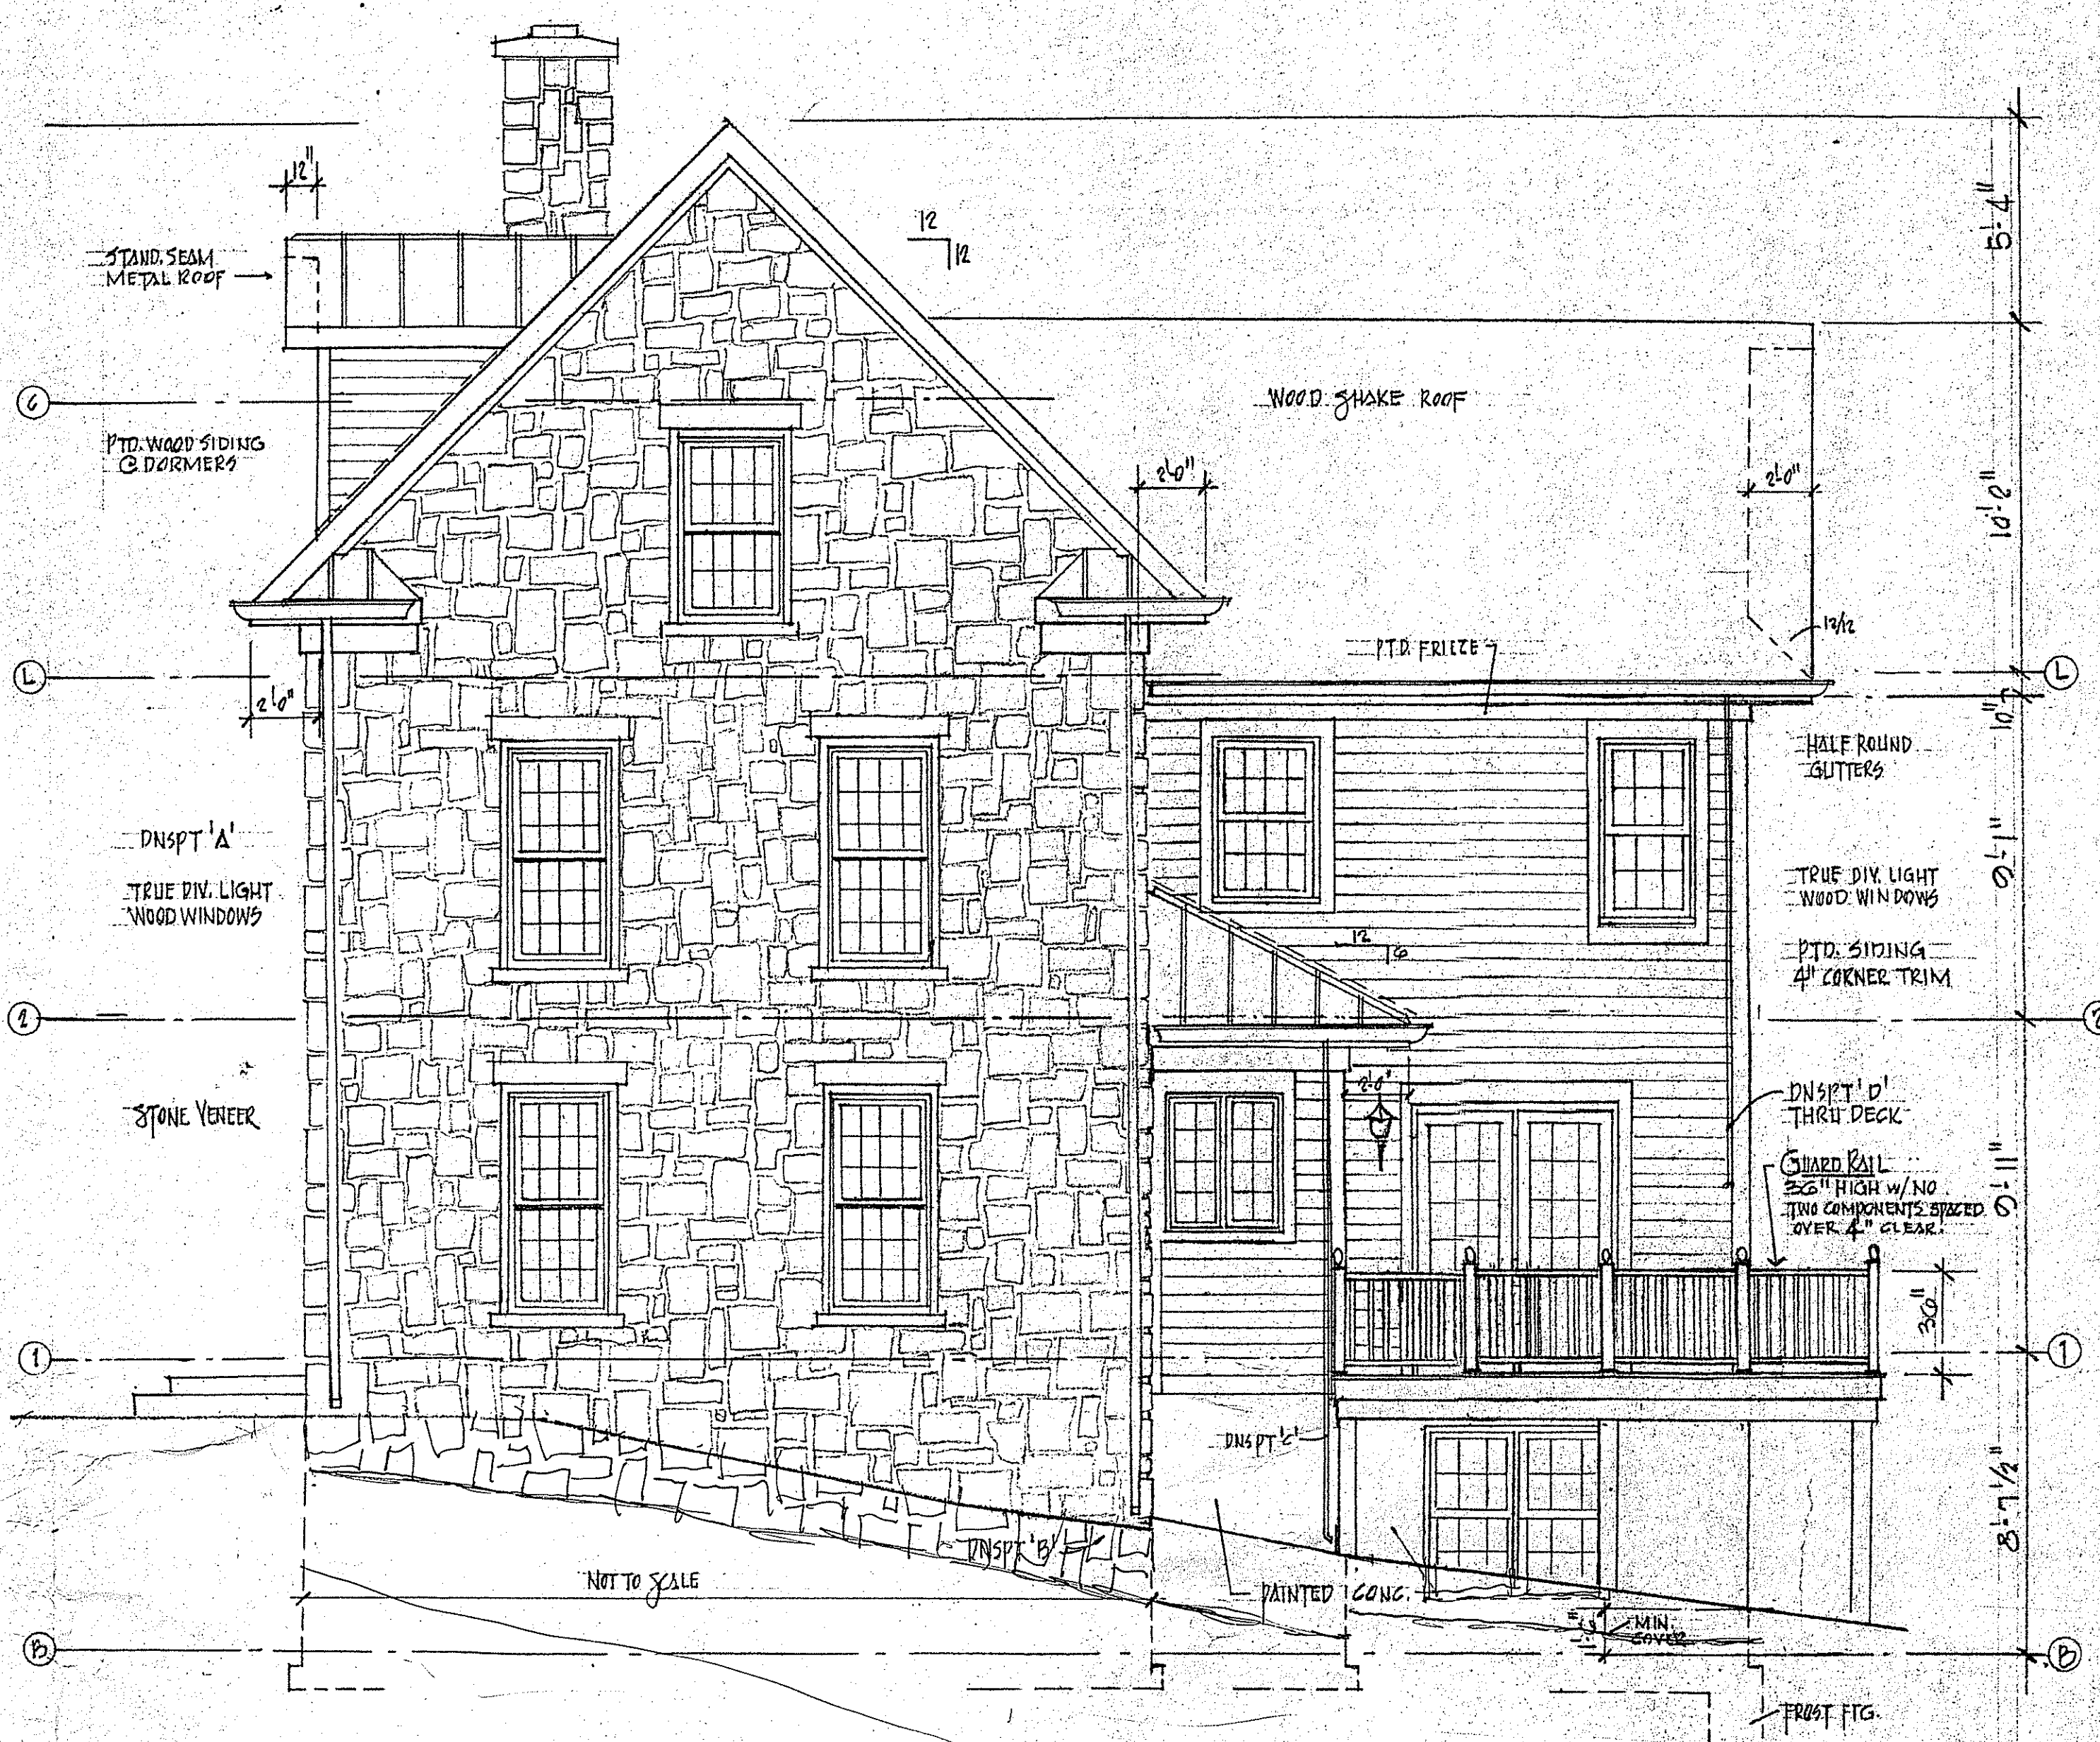 12"
STAND. SEAM
METAL ROOF
12
12
5'-4"
6
WOOD SHAKE ROOF
PTD. WOOD SIDING
@ DORMERS
2'-0"
2'-0"
10'-0"
12/12
PTD. FRIEZE
L
L
2'-0"
10"
HALF ROUND
GUTTERS
DNSPT 'A'
9'-1"
TRUE DIV. LIGHT
WOOD WINDOWS
TRUE DIV. LIGHT
WOOD WINDOWS
12
6
PTD. SIDING
4" CORNER TRIM
2
2
STONE VENEER
2'-0"
DNSPT 'D'
THRU DECK
GUARD RAIL
36" HIGH W/ NO
TWO COMPONENTS SPACED
OVER 4" CLEAR.
9'-11"
36"
1
1
DNSPT 'C'
8'-7 1/2"
DNSPT 'B'
NOT TO SCALE
PAINTED CONC.
MIN.
COVER
B
B
FROST FTG.